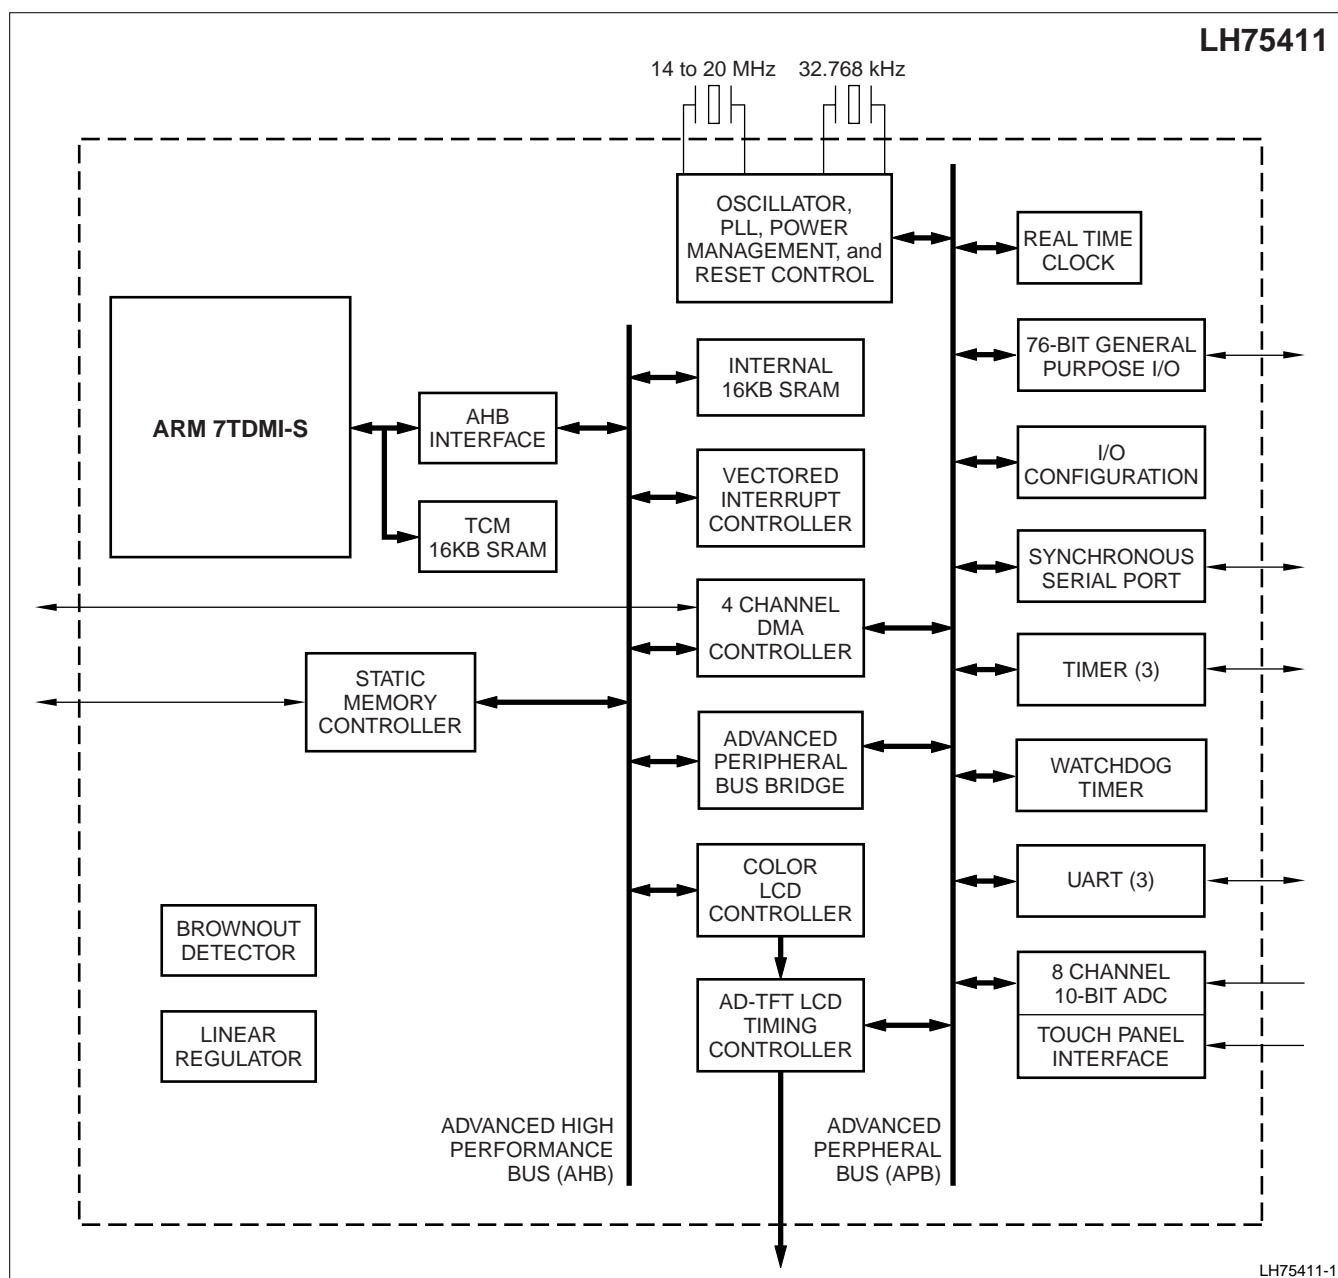 LH75411
14 to 20 MHz
32.768 kHz
OSCILLATOR,
PLL, POWER
MANAGEMENT, and
RESET CONTROL
REAL TIME
CLOCK
ARM 7TDMI-S
AHB
INTERFACE
TCM
16KB SRAM
INTERNAL
16KB SRAM
76-BIT GENERAL
PURPOSE I/O
VECTORED
INTERRUPT
CONTROLLER
I/O
CONFIGURATION
4 CHANNEL
DMA
CONTROLLER
SYNCHRONOUS
SERIAL PORT
STATIC
MEMORY
CONTROLLER
TIMER (3)
ADVANCED
PERIPHERAL
BUS BRIDGE
WATCHDOG
TIMER
COLOR
LCD
CONTROLLER
UART (3)
BROWNOUT
DETECTOR
LINEAR
REGULATOR
AD-TFT LCD
TIMING
CONTROLLER
8 CHANNEL
10-BIT ADC
TOUCH PANEL
INTERFACE
ADVANCED HIGH
PERFORMANCE
BUS (AHB)
ADVANCED
PERPHERAL
BUS (APB)
LH75411-1